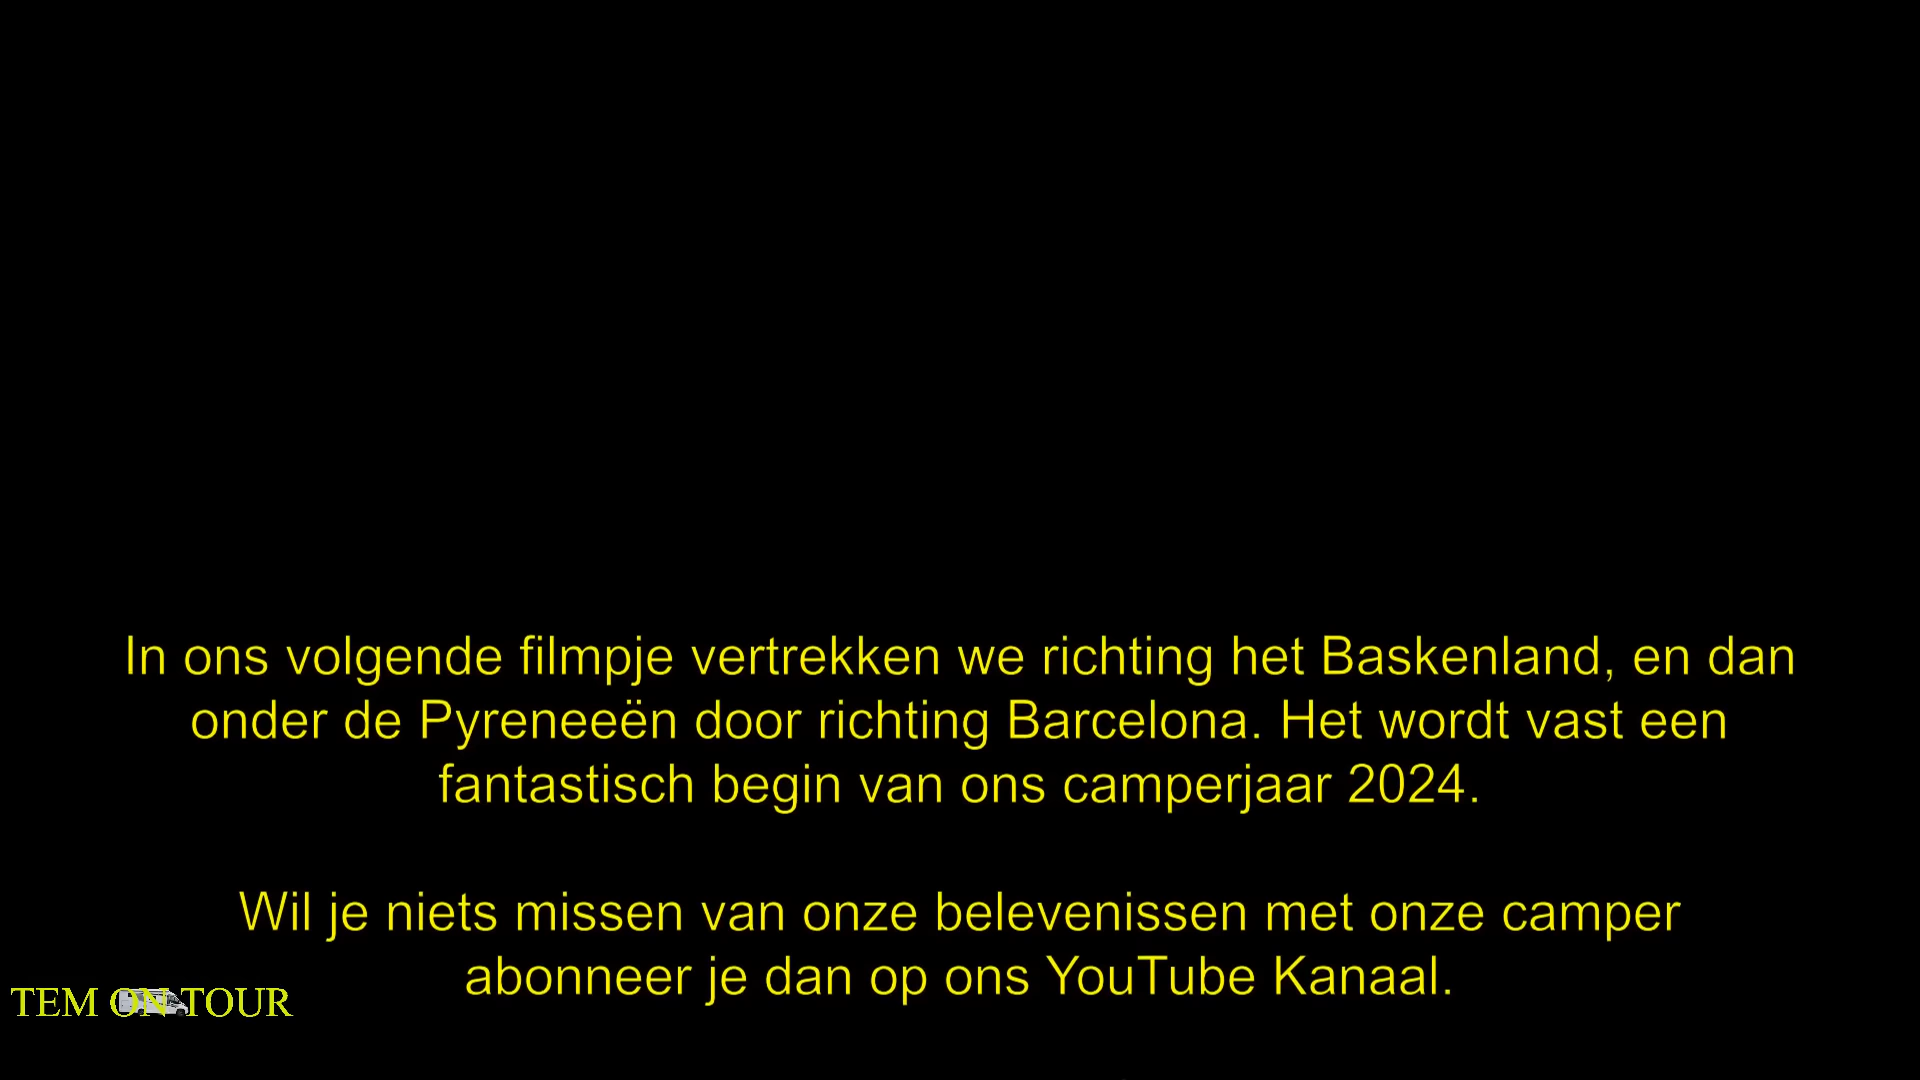 In ons volgende filmpje vertrekken we richting het Baskenland, en dan
onder de Pyreneeën door richting Barcelona. Het wordt vast een
fantastisch begin van ons camperjaar 2024.
Wil je niets missen van onze belevenissen met onze camper
abonneer je dan op ons YouTube Kanaal.
TEM ON TOUR